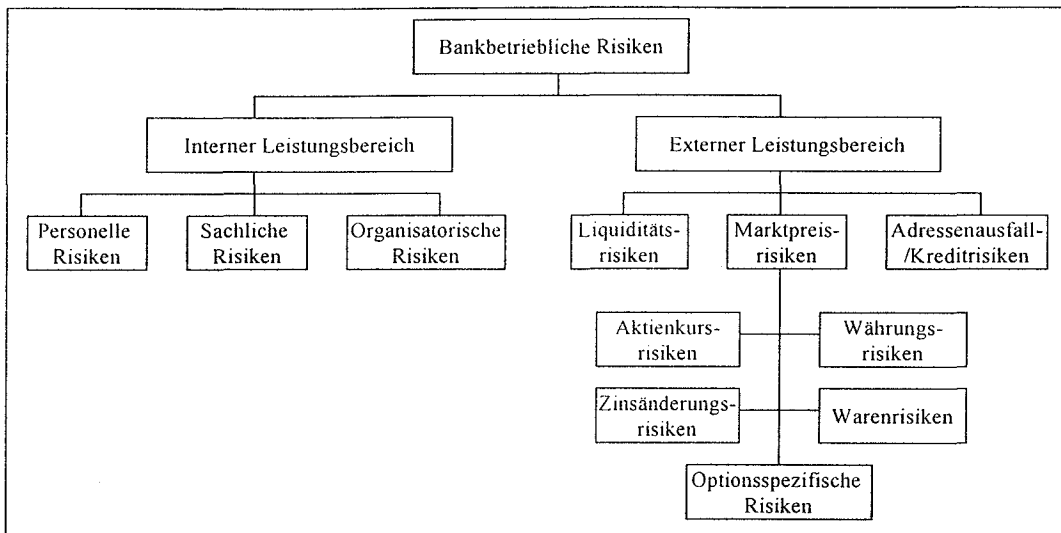 Bankbetriebliche Risiken
Interner Leistungsbereich
Externer Leistungsbereich
Personelle
Risiken
Sachliche
Risiken
Organisatorische
Risiken
Liquiditäts-
risiken
Marktpreis-
risiken
Adressenausfall-
/Kreditrisiken
Aktienkurs-
risiken
Währungs-
risiken
Zinsänderungs-
risiken
Warenrisiken
Optionsspezifische
Risiken